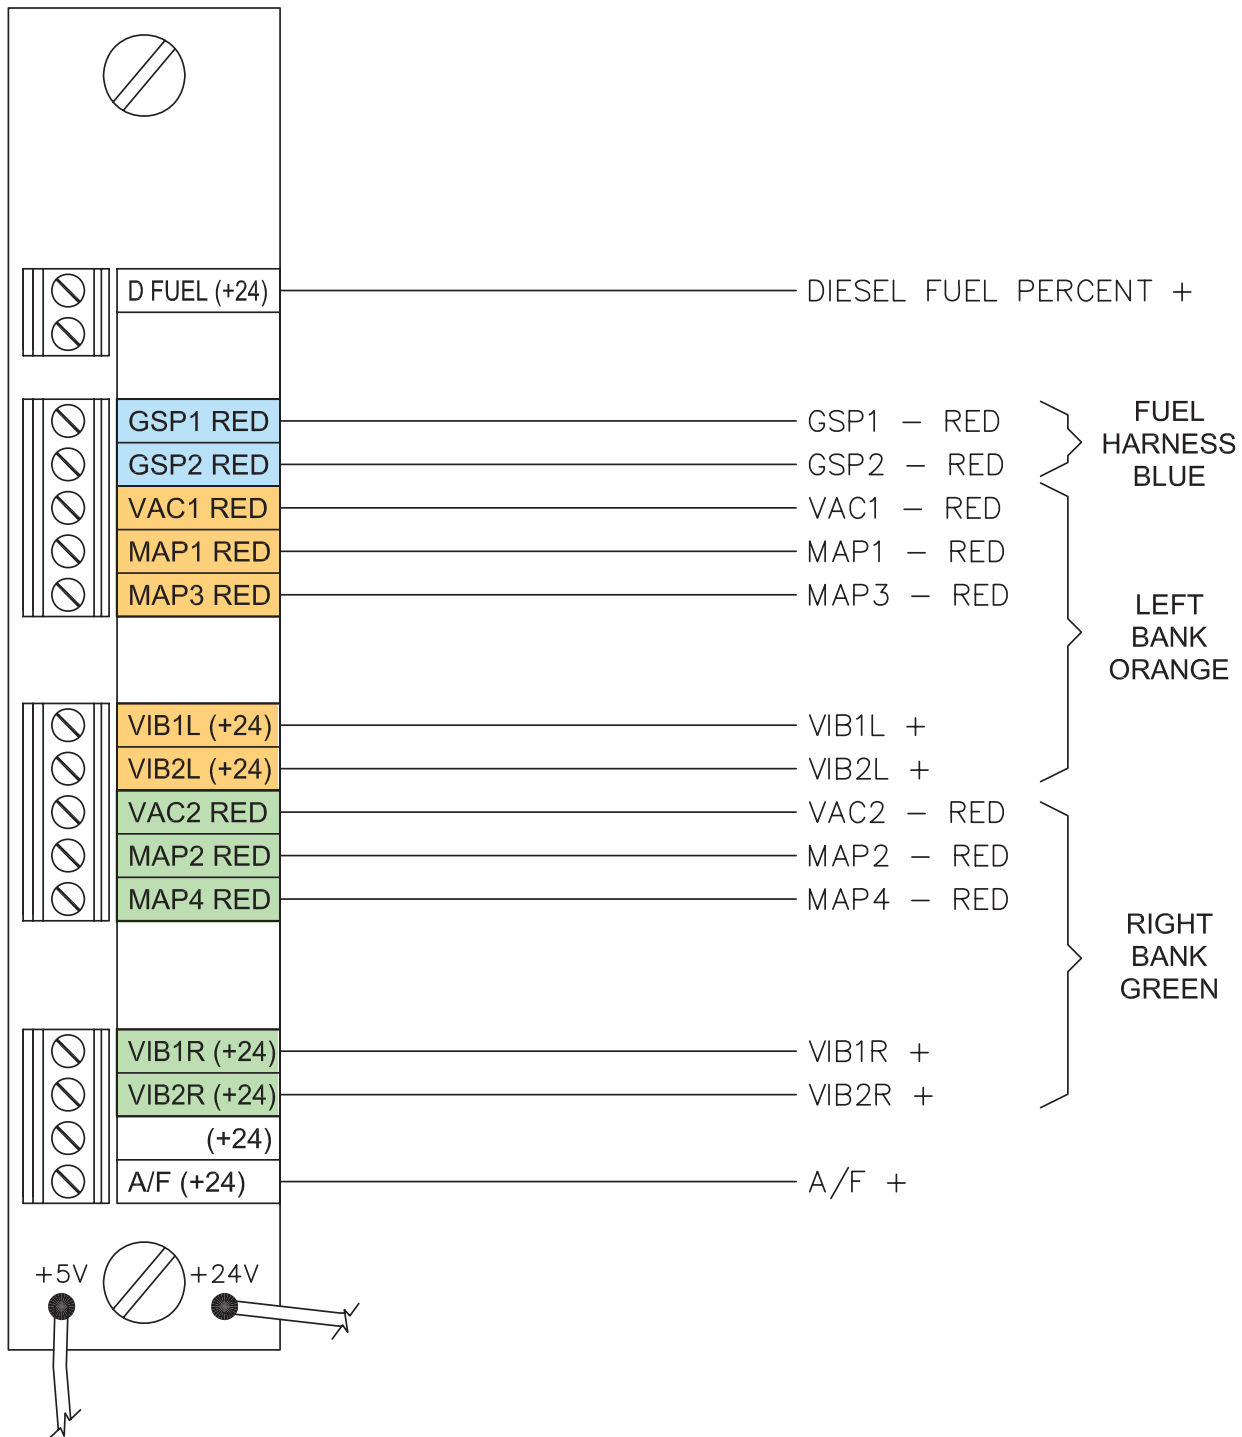 D FUEL (+24)
DIESEL FUEL PERCENT +
GSP1 RED
GSP1 - RED
GSP2 RED
GSP2 - RED
FUEL
HARNESS
BLUE
VAC1 RED
VAC1 - RED
MAP1 RED
MAP1 - RED
MAP3 RED
MAP3 - RED
VIB1L (+24)
VIB1L +
VIB2L (+24)
VIB2L +
LEFT
BANK
ORANGE
VAC2 RED
VAC2 - RED
MAP2 RED
MAP2 - RED
MAP4 RED
MAP4 - RED
VIB1R (+24)
VIB1R +
VIB2R (+24)
VIB2R +
RIGHT
BANK
GREEN
(+24)
A/F (+24)
A/F +
+5V
+24V